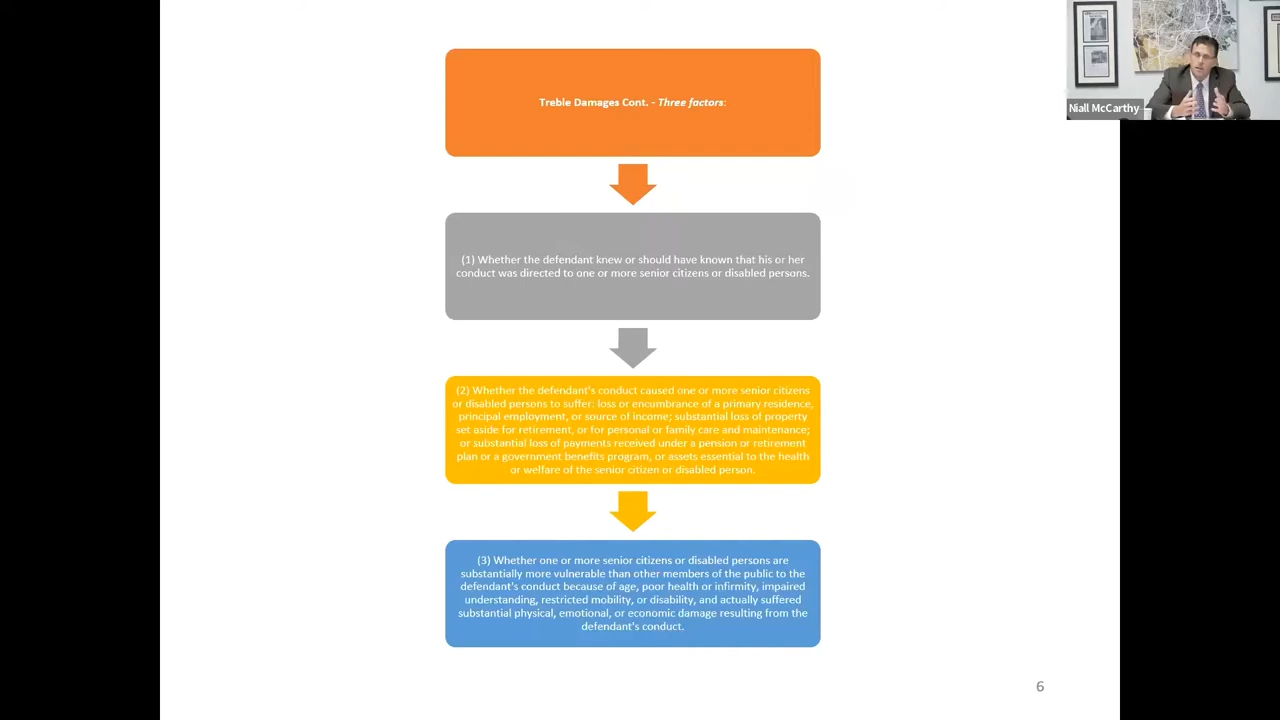 Treble Damages Cont. - Three factors:
(1) Whether the defendant knew or should have known that his or her
conduct was directed to one or more senior citizens or disabled persons.
(2) Whether the defendant's conduct caused one or more senior citizens
or disabled persons to suffer: loss or encumbrance of a primary residence,
principal employment, or source of income; substantial loss of property
set aside for retirement, or for personal or family care and maintenance;
or substantial loss of payments received under a pension or retirement
plan or a government benefits program, or assets essential to the health
or welfare of the senior citizen or disabled person.
(3) Whether one or more senior citizens or disabled persons are
substantially more vulnerable than other members of the public to the
defendant's conduct because of age, poor health or infirmity, impaired
understanding, restricted mobility, or disability, and actually suffered
substantial physical, emotional, or economic damage resulting from the
defendant's conduct.
6
Niall McCarthy